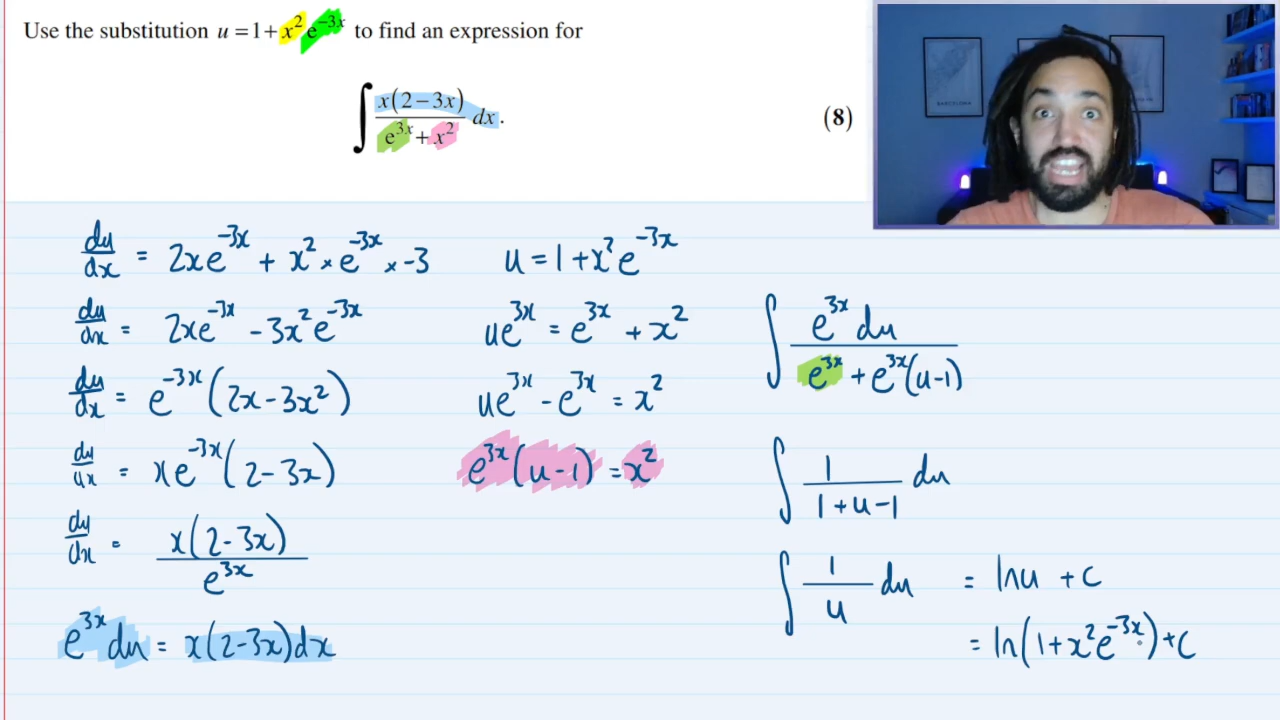 Use the substitution u = 1 + x² e⁻³ˣ to find an expression for
∫ x(2 − 3x) / (e³ˣ + x²) dx.
(8)
BARCELONA
du/dx = 2xe⁻³ˣ + x² × e⁻³ˣ × -3
du/dx = 2xe⁻³ˣ - 3x²e⁻³ˣ
du/dx = e⁻³ˣ(2x - 3x²)
du/dx = xe⁻³ˣ(2 - 3x)
du/dx = x(2 - 3x) / e³ˣ
e³ˣ du = x(2-3x)dx
u = 1 + x²e⁻³ˣ
ue³ˣ = e³ˣ + x²
ue³ˣ - e³ˣ = x²
e³ˣ(u-1) = x²
∫ e³ˣ du / (e³ˣ + e³ˣ(u-1))
∫ 1 / (1 + u - 1) du
∫ 1/u du = ln u + c
= ln(1 + x²e⁻³ˣ) + c